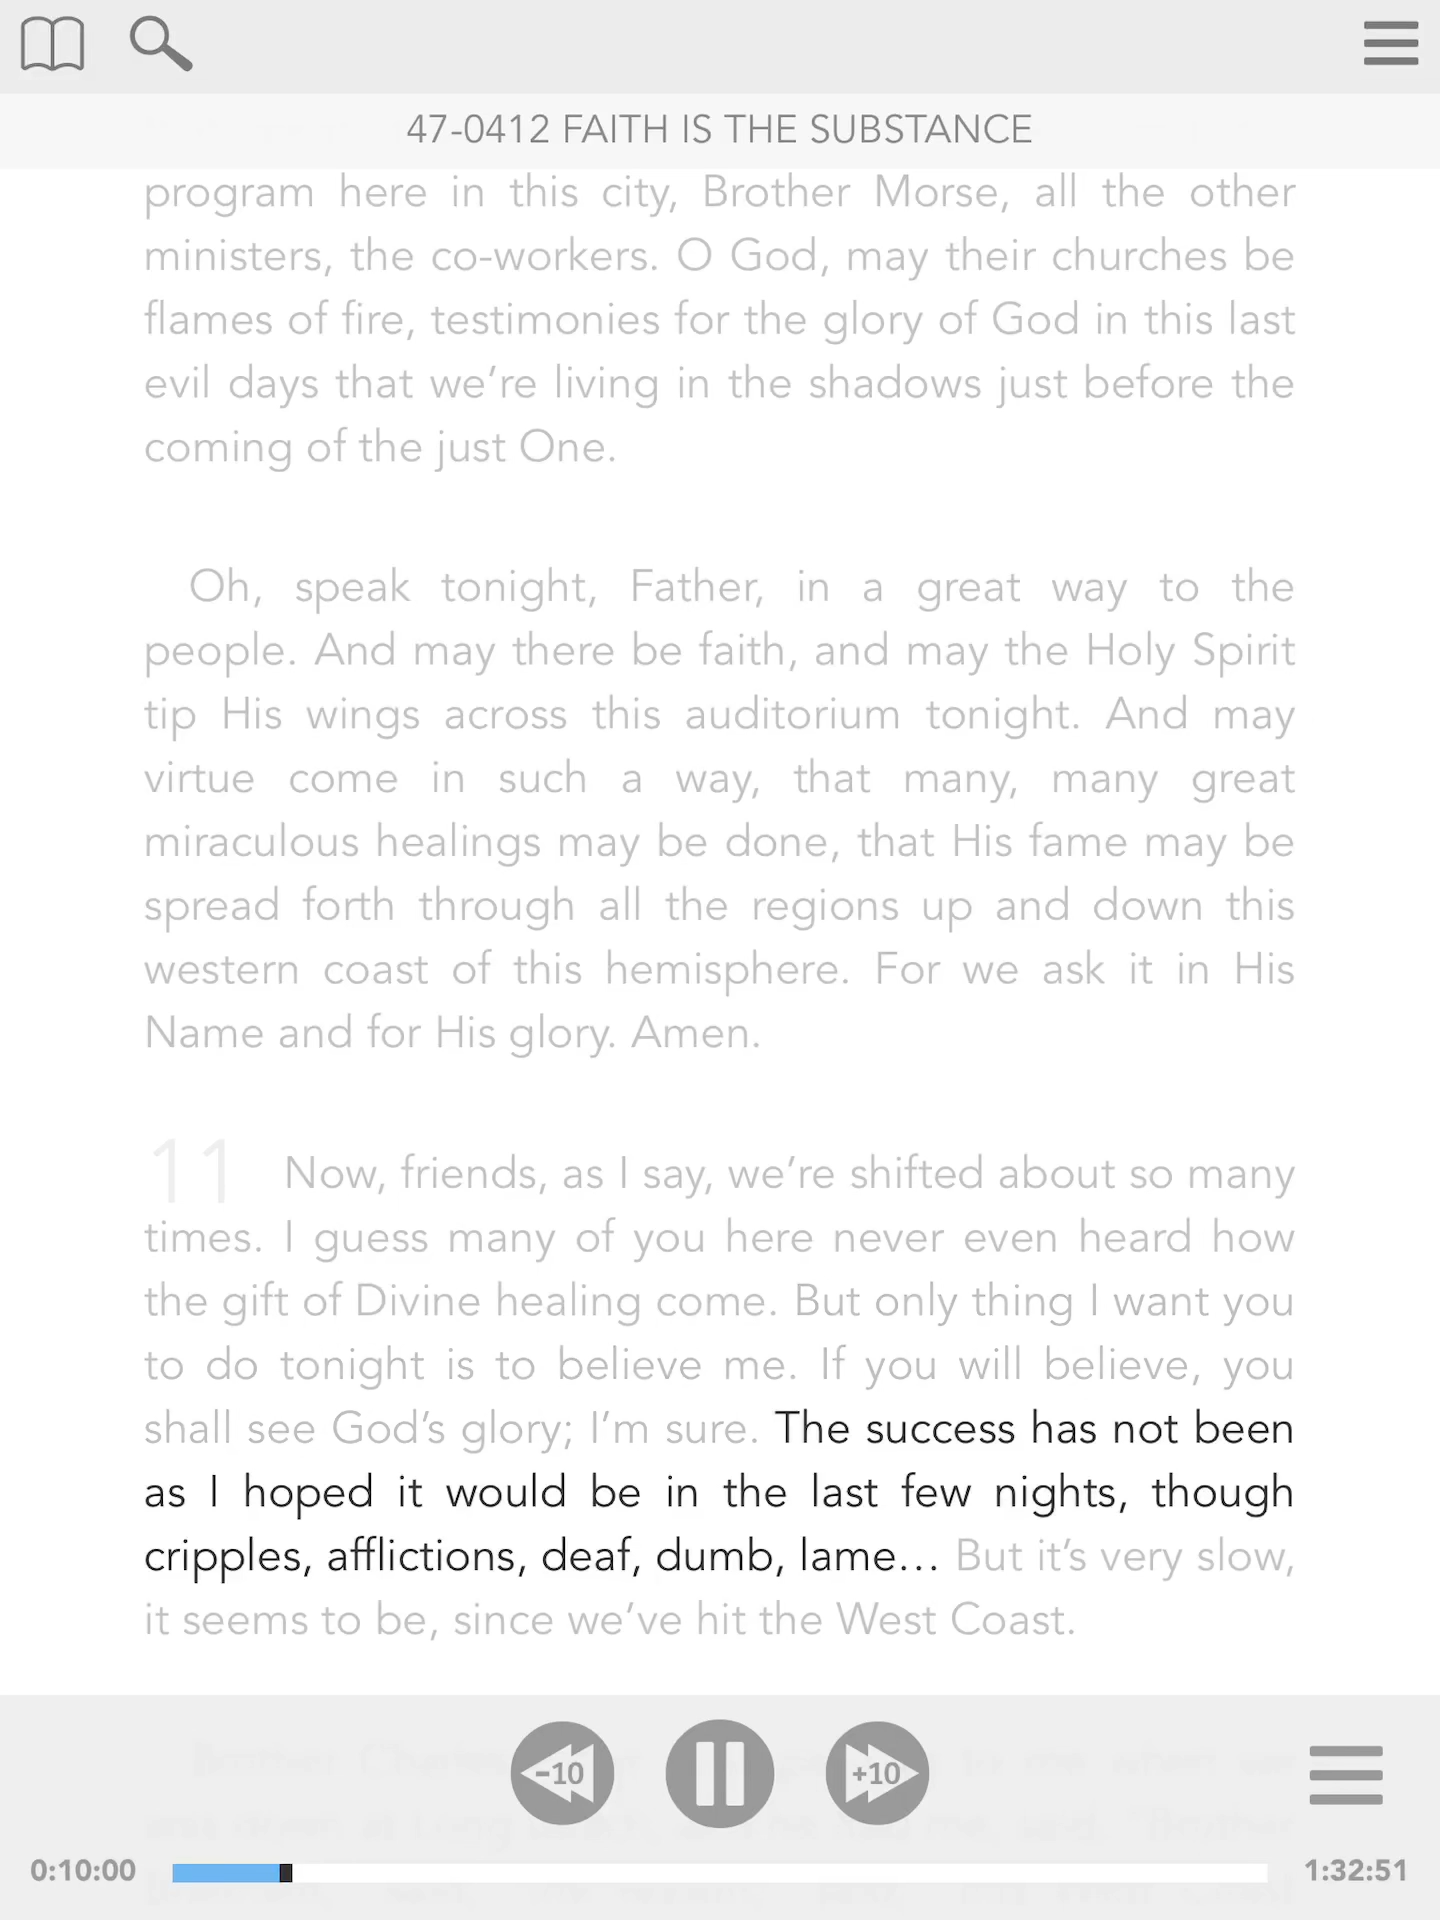 47-0412 FAITH IS THE SUBSTANCE
program here in this city, Brother Morse, all the other
ministers, the co-workers. O God, may their churches be
flames of fire, testimonies for the glory of God in this last
evil days that we’re living in the shadows just before the
coming of the just One.
Oh, speak tonight, Father, in a great way to the
people. And may there be faith, and may the Holy Spirit
tip His wings across this auditorium tonight. And may
virtue come in such a way, that many, many great
miraculous healings may be done, that His fame may be
spread forth through all the regions up and down this
western coast of this hemisphere. For we ask it in His
Name and for His glory. Amen.
11 Now, friends, as I say, we’re shifted about so many
times. I guess many of you here never even heard how
the gift of Divine healing come. But only thing I want you
to do tonight is to believe me. If you will believe, you
shall see God’s glory; I’m sure. The success has not been
as I hoped it would be in the last few nights, though
cripples, afflictions, deaf, dumb, lame… But it’s very slow,
it seems to be, since we’ve hit the West Coast.
-10 +10
0:10:00 1:32:51